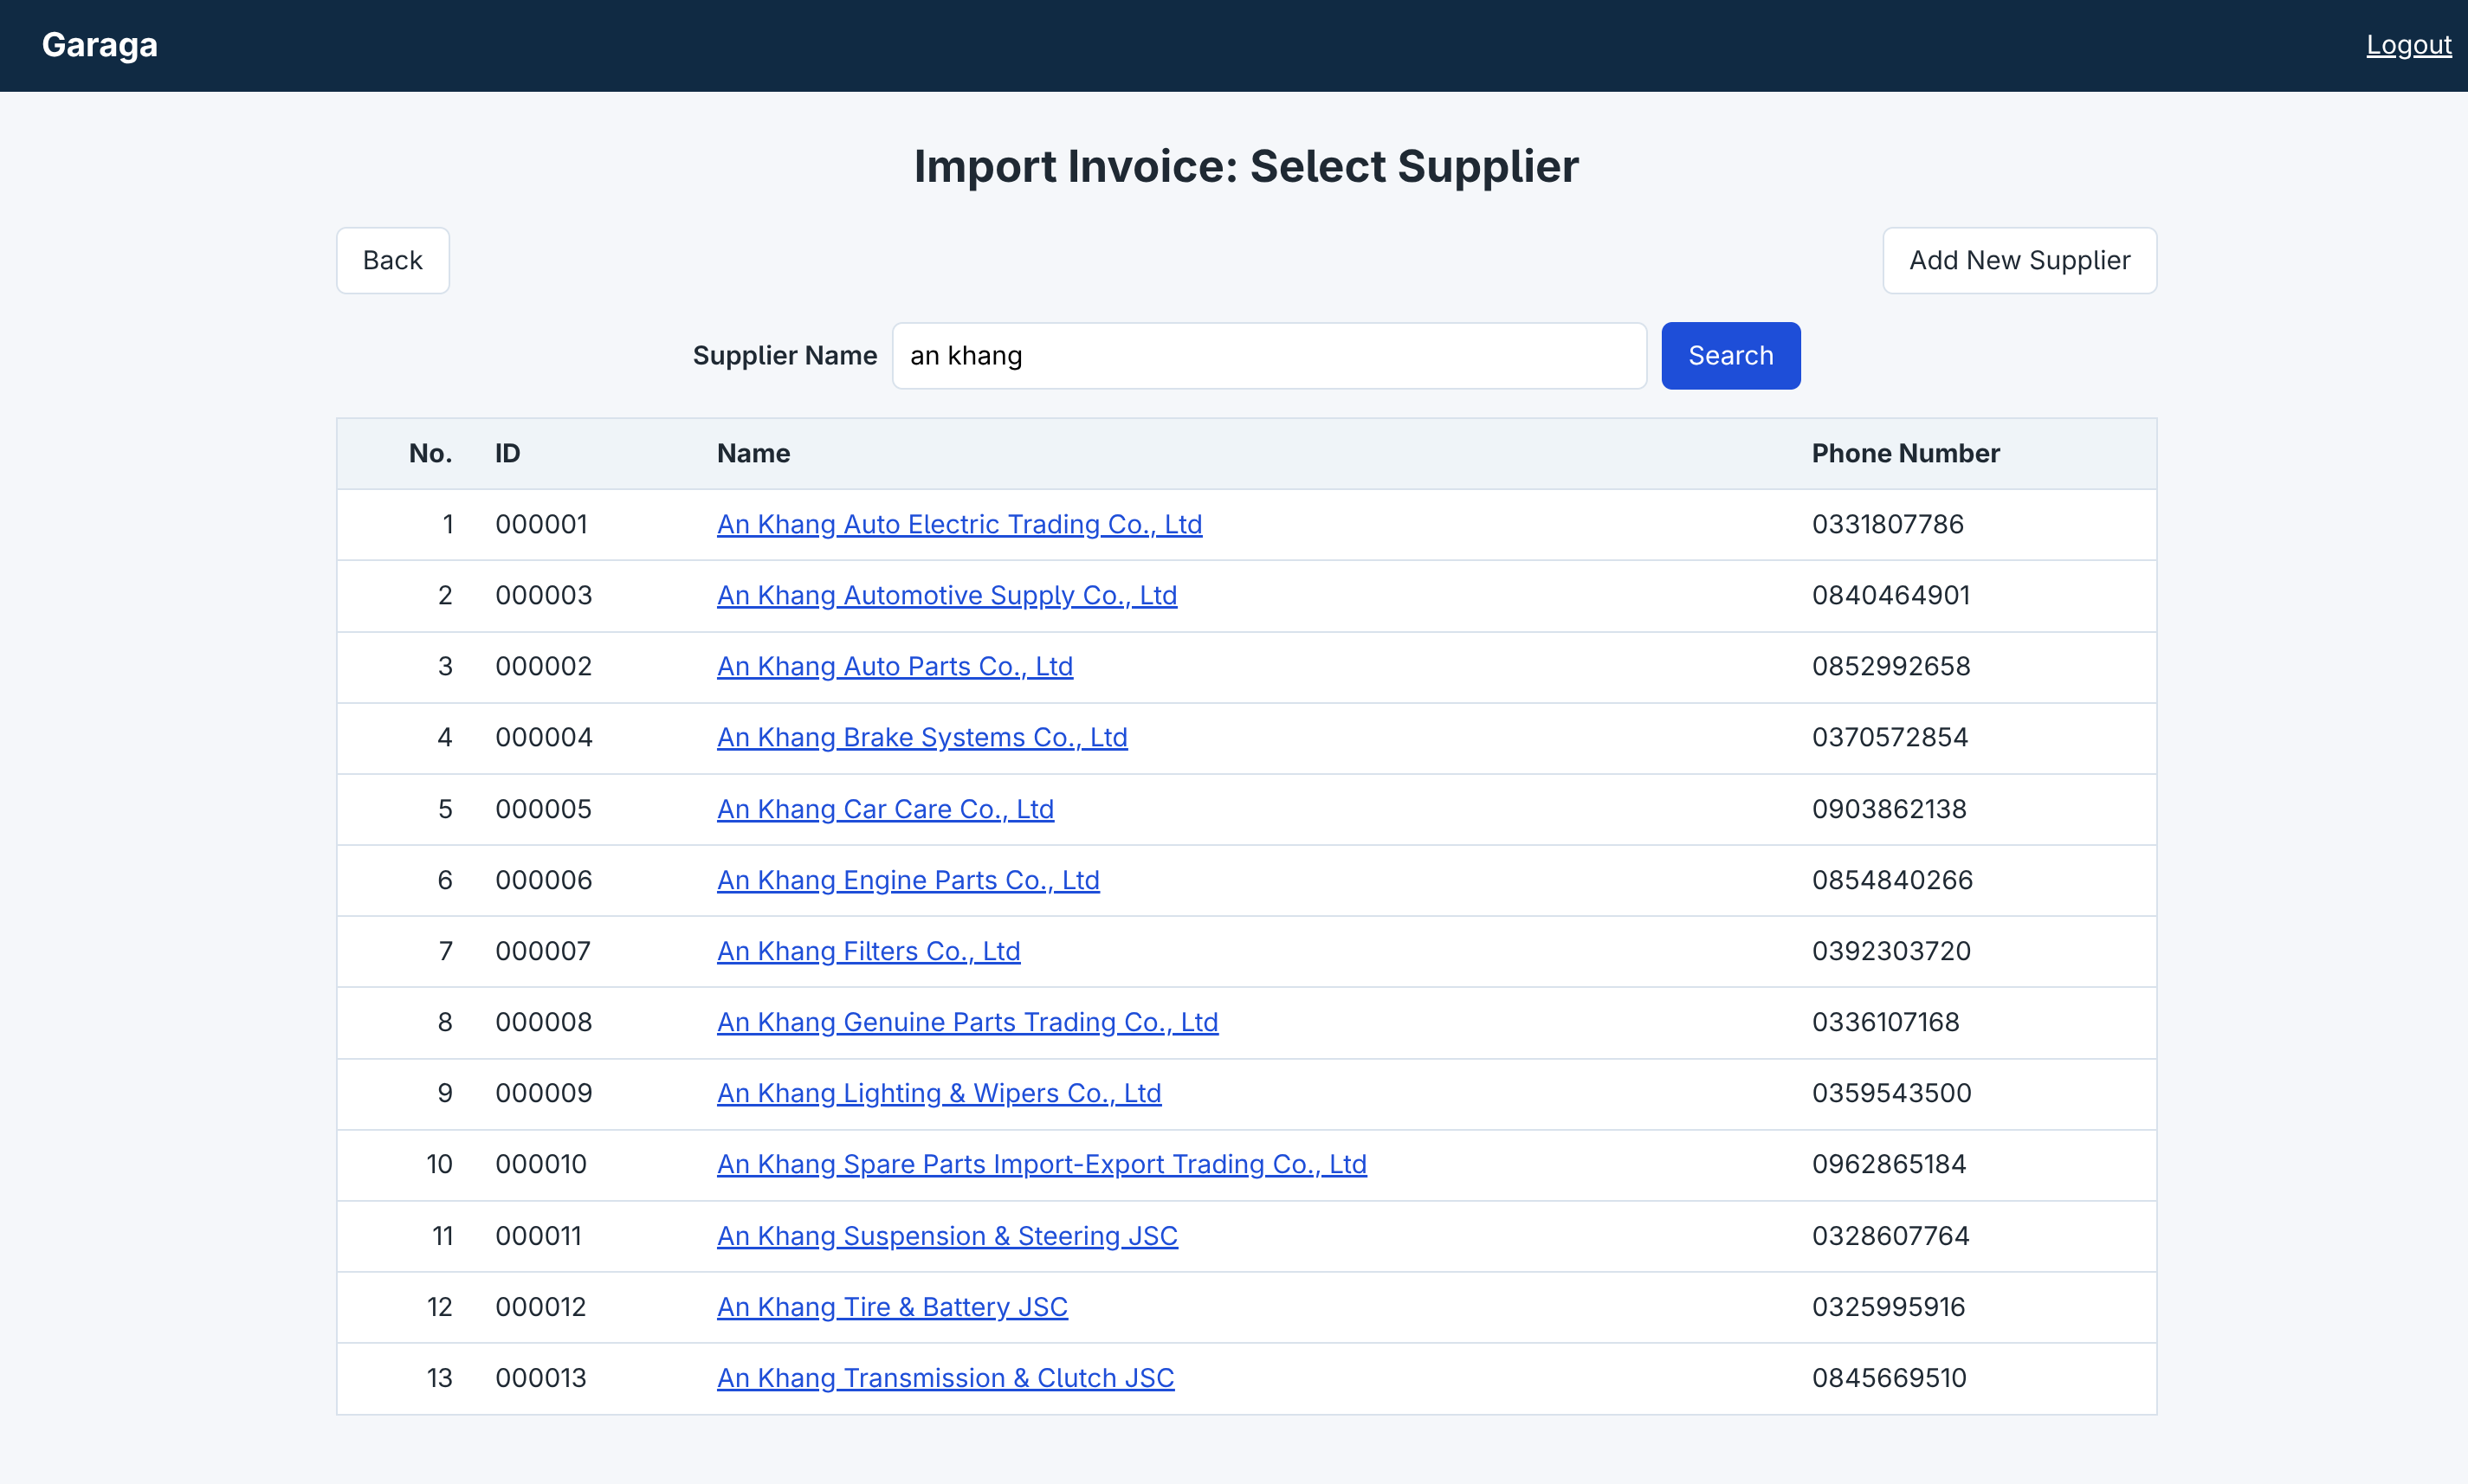 Garaga Logout
Import Invoice: Select Supplier
Back Add New Supplier
Supplier Name an khang Search
No. ID Name Phone Number
1 000001 An Khang Auto Electric Trading Co., Ltd 0331807786
2 000003 An Khang Automotive Supply Co., Ltd 0840464901
3 000002 An Khang Auto Parts Co., Ltd 0852992658
4 000004 An Khang Brake Systems Co., Ltd 0370572854
5 000005 An Khang Car Care Co., Ltd 0903862138
6 000006 An Khang Engine Parts Co., Ltd 0854840266
7 000007 An Khang Filters Co., Ltd 0392303720
8 000008 An Khang Genuine Parts Trading Co., Ltd 0336107168
9 000009 An Khang Lighting & Wipers Co., Ltd 0359543500
10 000010 An Khang Spare Parts Import-Export Trading Co., Ltd 0962865184
11 000011 An Khang Suspension & Steering JSC 0328607764
12 000012 An Khang Tire & Battery JSC 0325995916
13 000013 An Khang Transmission & Clutch JSC 0845669510